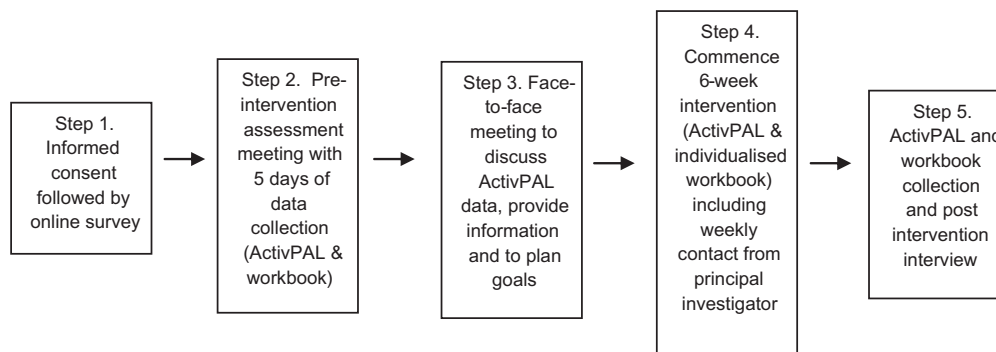 Step 1.
Informed
consent
followed by
online survey
Step 2. Pre-
intervention
assessment
meeting with
5 days of
data
collection
(ActivPAL &
workbook)
Step 3. Face-
to-face
meeting to
discuss
ActivPAL
data, provide
information
and to plan
goals
Step 4.
Commence
6-week
intervention
(ActivPAL &
individualised
workbook)
including
weekly
contact from
principal
investigator
Step 5.
ActivPAL and
workbook
collection
and post
intervention
interview